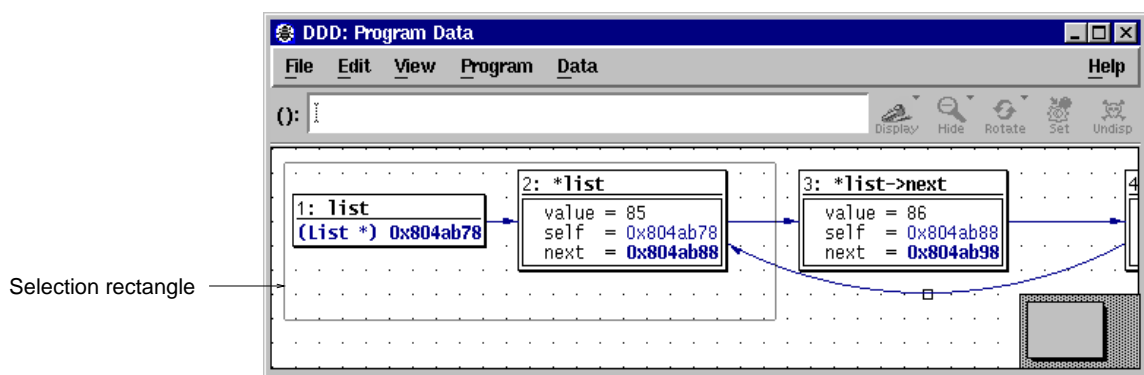 DDD: Program Data
File Edit View Program Data Help
():
Display Hide Rotate Set Undisp
1: list
(List *) 0x804ab78
2: *list
value = 85
self = 0x804ab78
next = 0x804ab88
3: *list->next
value = 86
self = 0x804ab88
next = 0x804ab98
4
Selection rectangle